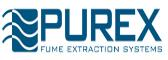 PUREX
FUME EXTRACTION SYSTEMS